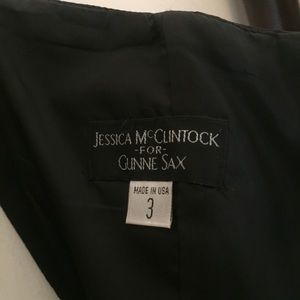 JESSICA McCLINTOCK
-FOR-
GUNNE SAX
MADE IN USA
3